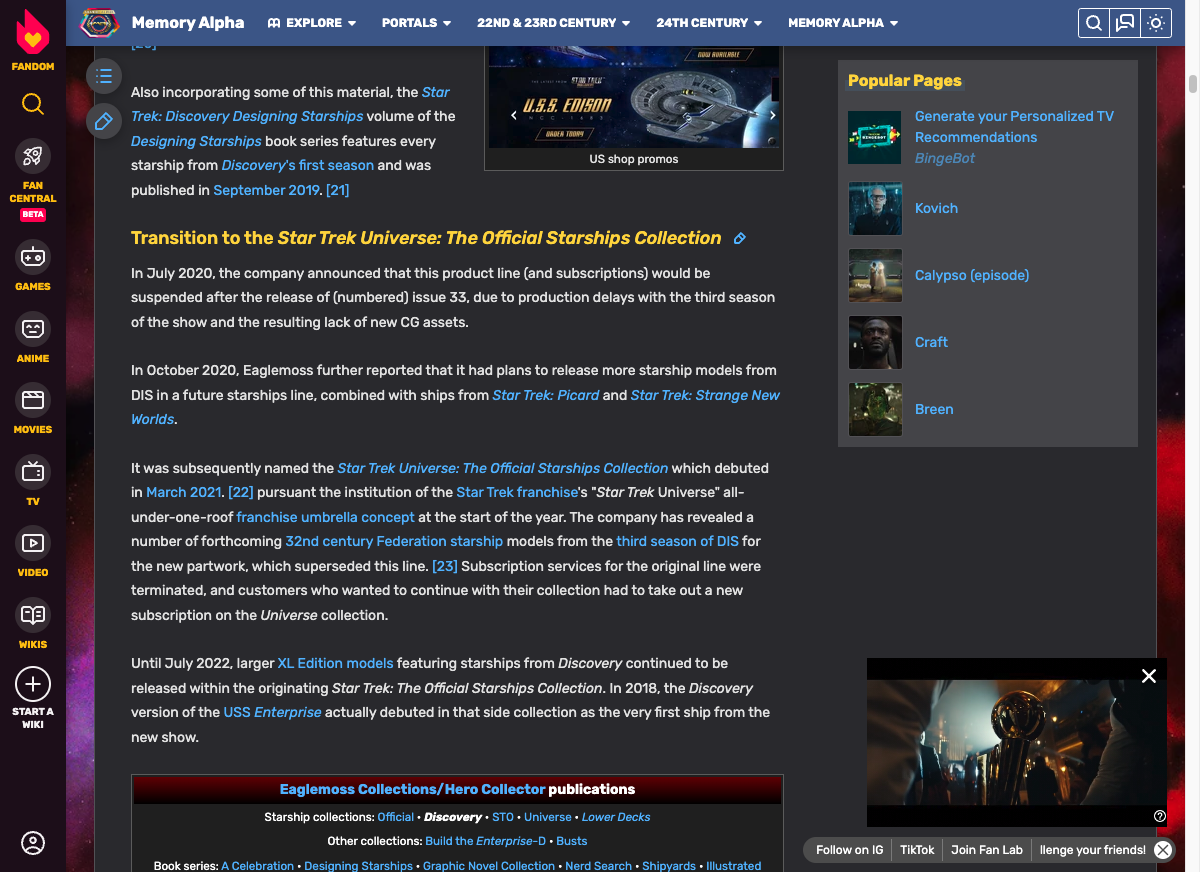 FANDOM
FAN
CENTRAL
BETA
GAMES
ANIME
MOVIES
TV
VIDEO
WIKIS
START A
WIKI
Memory Alpha
EXPLORE
PORTALS
22ND & 23RD CENTURY
24TH CENTURY
MEMORY ALPHA
Also incorporating some of this material, the Star
Trek: Discovery Designing Starships volume of the
Designing Starships book series features every
starship from Discovery's first season and was
published in September 2019. [21]
NOW AVAILABLE
STAR TREK
U.S.S. EDISON
ORDER TODAY!
US shop promos
Transition to the Star Trek Universe: The Official Starships Collection
In July 2020, the company announced that this product line (and subscriptions) would be
suspended after the release of (numbered) issue 33, due to production delays with the third season
of the show and the resulting lack of new CG assets.
In October 2020, Eaglemoss further reported that it had plans to release more starship models from
DIS in a future starships line, combined with ships from Star Trek: Picard and Star Trek: Strange New
Worlds.
It was subsequently named the Star Trek Universe: The Official Starships Collection which debuted
in March 2021. [22] pursuant the institution of the Star Trek franchise's "Star Trek Universe" all-
under-one-roof franchise umbrella concept at the start of the year. The company has revealed a
number of forthcoming 32nd century Federation starship models from the third season of DIS for
the new partwork, which superseded this line. [23] Subscription services for the original line were
terminated, and customers who wanted to continue with their collection had to take out a new
subscription on the Universe collection.
Until July 2022, larger XL Edition models featuring starships from Discovery continued to be
released within the originating Star Trek: The Official Starships Collection. In 2018, the Discovery
version of the USS Enterprise actually debuted in that side collection as the very first ship from the
new show.
Eaglemoss Collections/Hero Collector publications
Starship collections: Official • Discovery • STO • Universe • Lower Decks
Other collections: Build the Enterprise-D • Busts
Book series: A Celebration • Designing Starships • Graphic Novel Collection • Nerd Search • Shipyards • Illustrated
Popular Pages
Generate your Personalized TV
Recommendations
BingeBot
Kovich
Calypso (episode)
Craft
Breen
Follow on IG
TikTok
Join Fan Lab
llenge your friends!